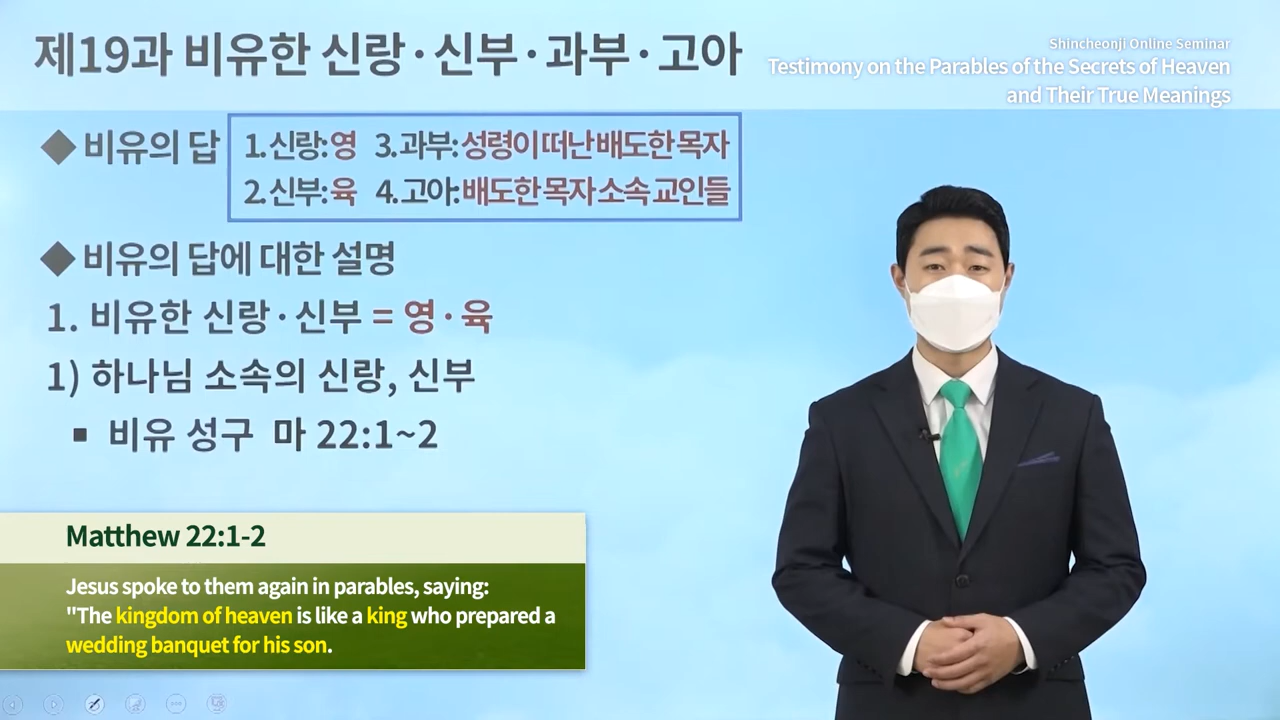 제19과 비유한 신랑·신부·과부·고아
Shincheonji Online Seminar
Testimony on the Parables of the Secrets of Heaven
and Their True Meanings
◆ 비유의 답
1. 신랑: 영 3. 과부: 성령이 떠난 배도한 목자
2. 신부: 육 4. 고아: 배도한 목자 소속 교인들
◆ 비유의 답에 대한 설명
1. 비유한 신랑·신부 = 영·육
1) 하나님 소속의 신랑, 신부
▪ 비유 성구 마 22:1~2
Matthew 22:1-2
Jesus spoke to them again in parables, saying:
"The kingdom of heaven is like a king who prepared a
wedding banquet for his son.